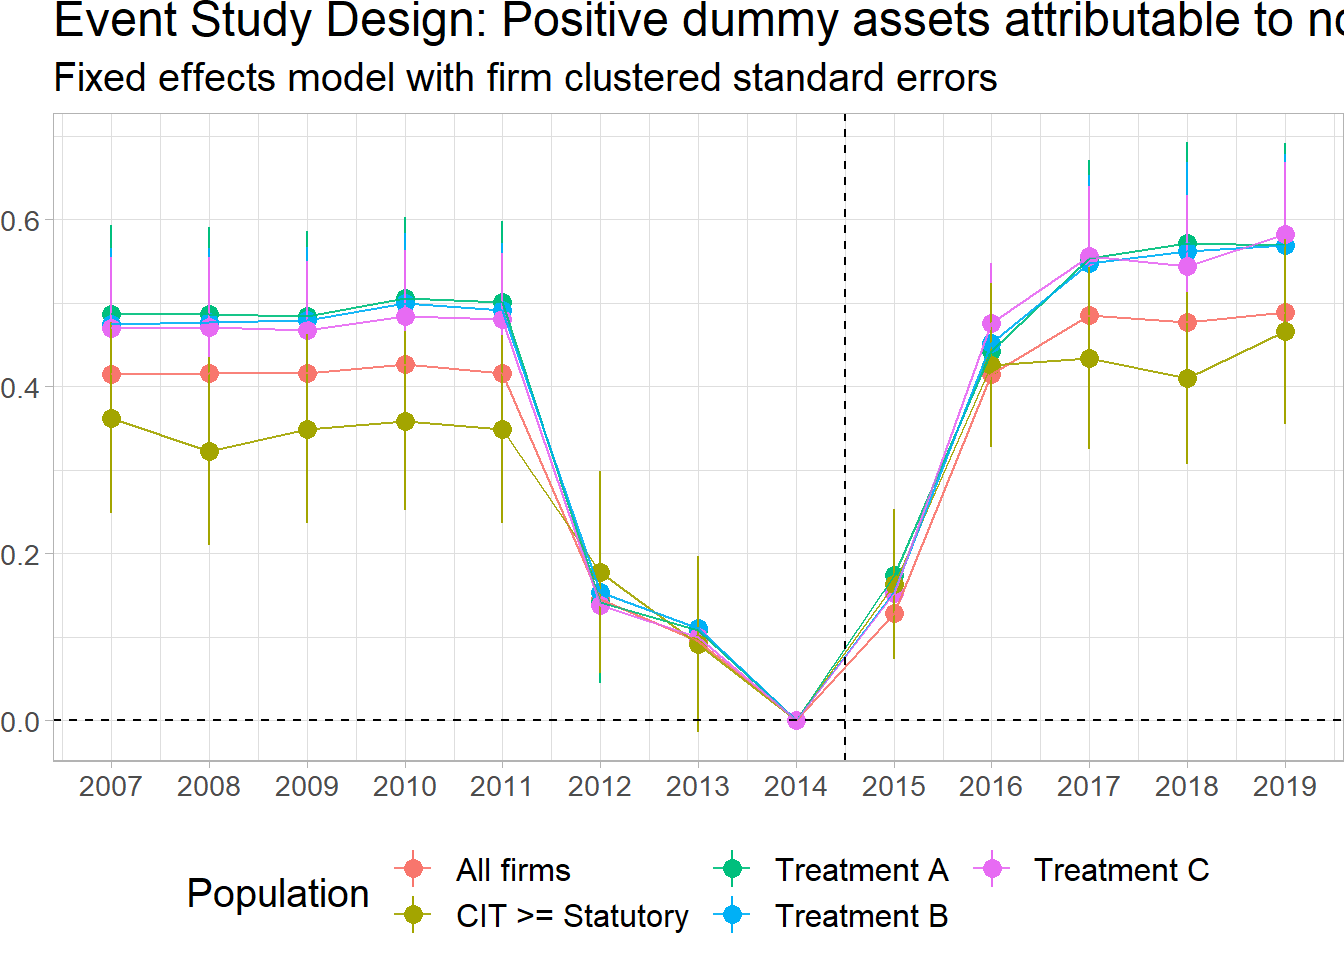 Event Study Design: Positive dummy assets attributable to
Fixed effects model with firm clustered standard errors
0.6
0.4
0.2
0.0
2007 2008 2009 2010 2011 2012 2013 2014 2015 2016 2017 2018 2019
Population
All firms
Treatment A
Treatment C
CIT >= Statutory
Treatment B